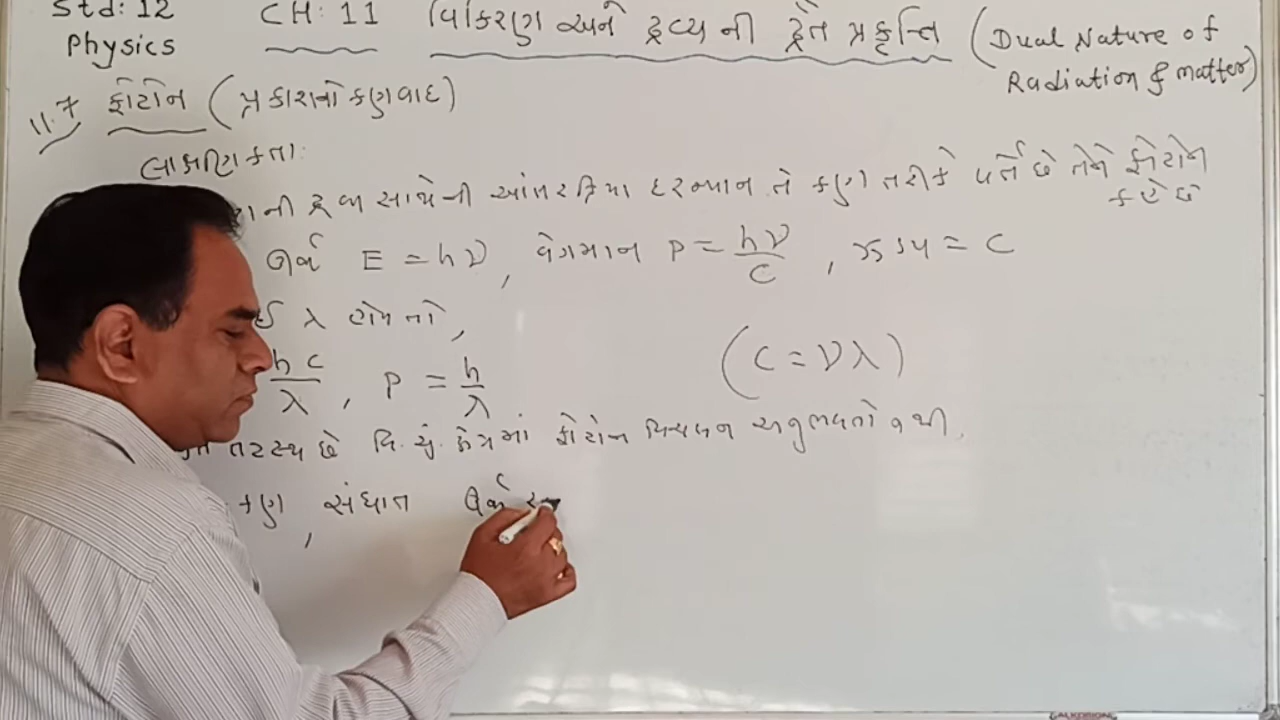 Std: 12 CH: 11 વિકિરણ અને દ્રવ્ય ની દ્વૈત પ્રકૃતિ (Dual Nature of
Physics Radiation & matter)
11.7 ફોટોન (પ્રકાશનો કણવાદ)
લાક્ષણિકતા:
ની દ્રવ્ય સાથેની આંતરક્રિયા દરમ્યાન તે કણ તરીકે વર્તે છે તેને ફોટોન
કહે છે
ઊર્જા E = hν, વેગમાન P = hν/C, ઝડપ = C
λ હોય તો,
hC/λ, P = h/λ (C = νλ)
તટસ્થ છે વિ. ચું. ક્ષેત્રમાં ફોટોન વિચલન અનુભવતો નથી.
કણ, સંઘાત